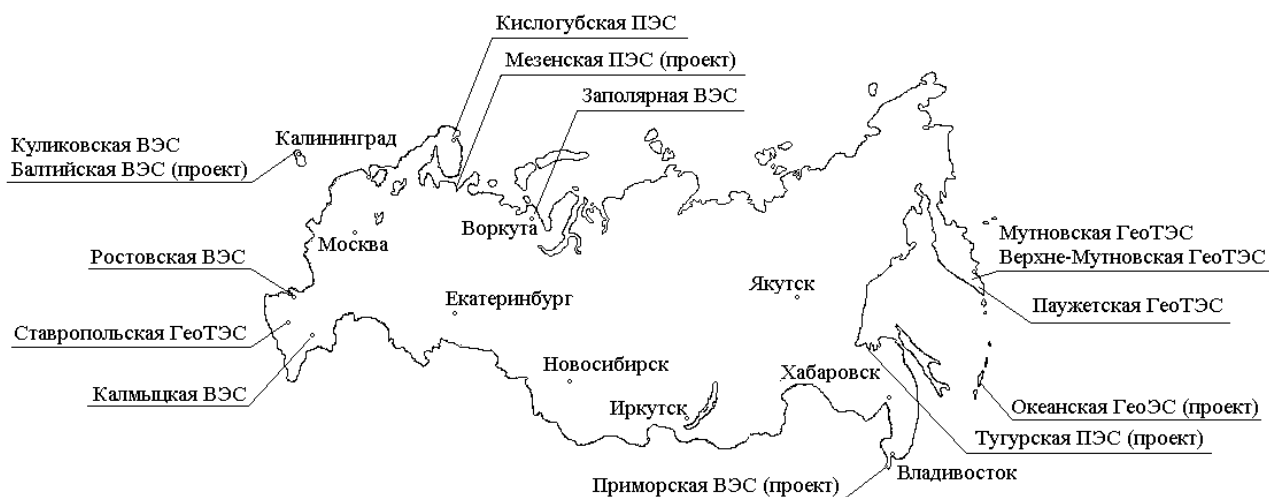 Кислогубская ПЭС
Мезенская ПЭС (проект)
Заполярная ВЭС
Калининград
Куликовская ВЭС
Балтийская ВЭС (проект)
Воркута
Москва
Мутновская ГеоТЭС
Верхне-Мутновская ГеоТЭС
Ростовская ВЭС
Якутск
Екатеринбург
Паужетская ГеоТЭС
Ставропольская ГеоТЭС
Новосибирск
Хабаровск
Калмыцкая ВЭС
Иркутск
Океанская ГеоЭС (проект)
Тугурская ПЭС (проект)
Владивосток
Приморская ВЭС (проект)